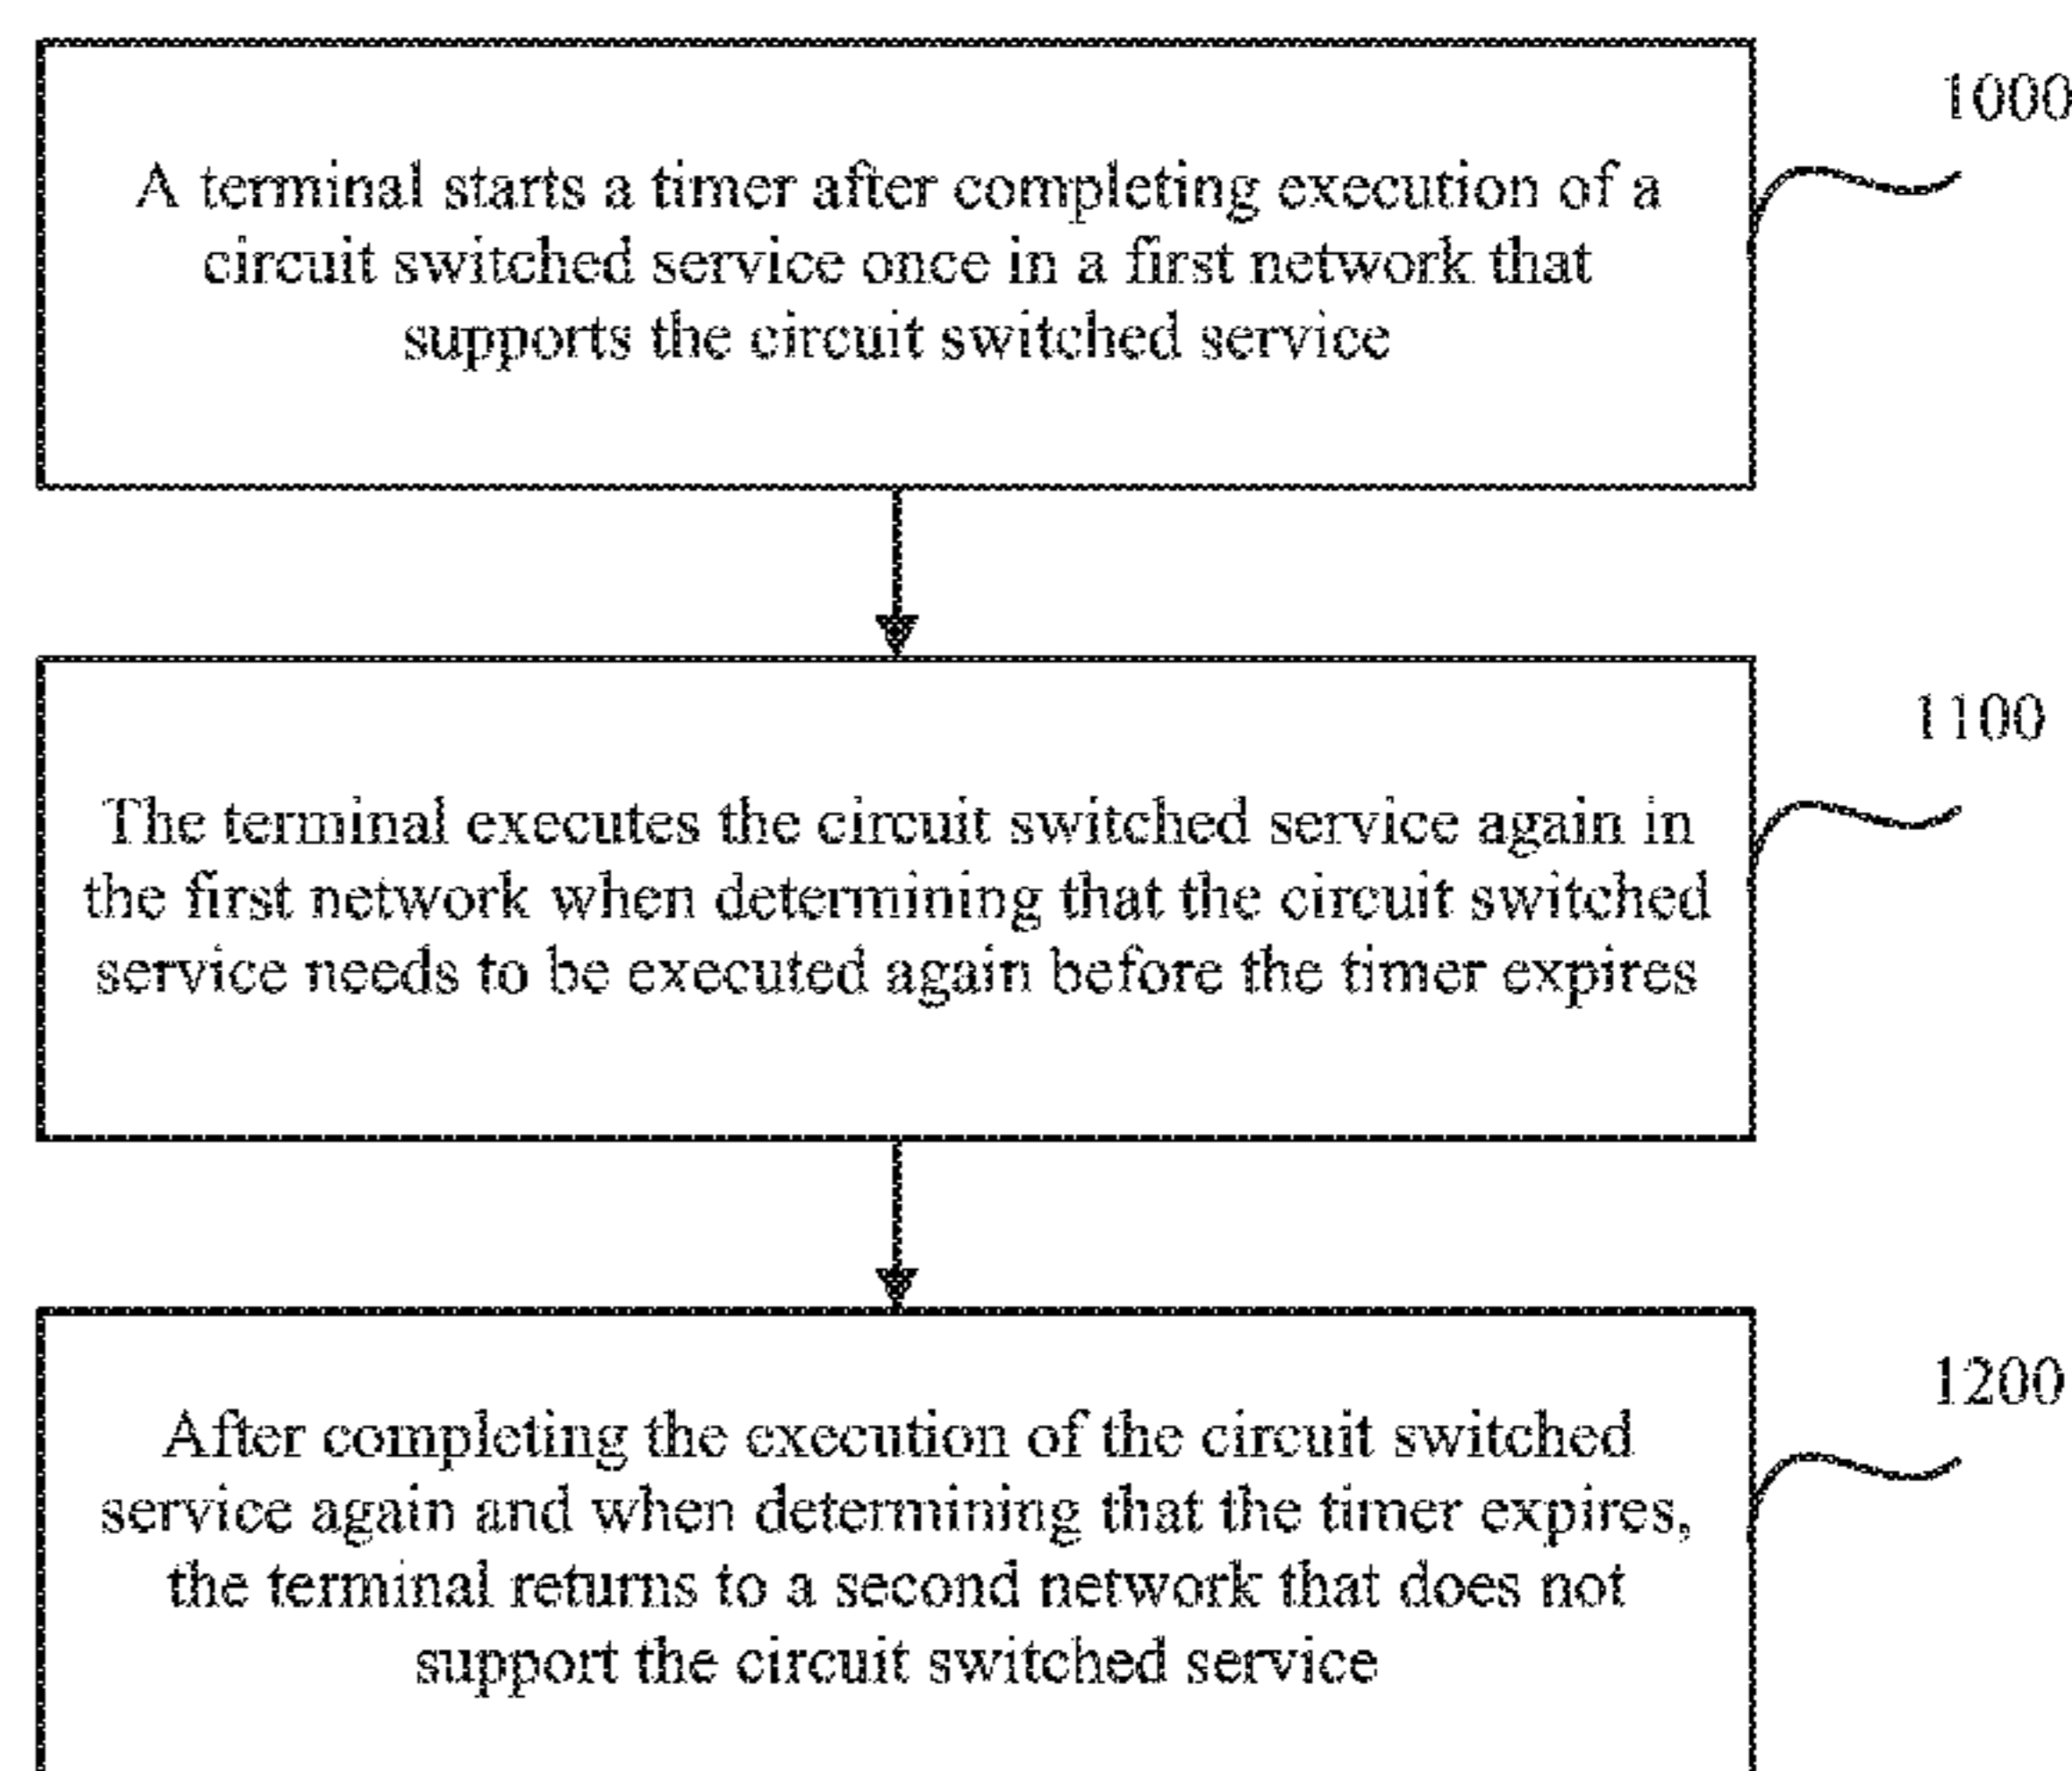 1000
A terminal starts a timer after completing execution of a
circuit switched service once in a first network that
supports the circuit switched service
1100
The terminal executes the circuit switched service again in
the first network when determining that the circuit switched
service needs to be executed again before the timer expires
1200
After completing the execution of the circuit switched
service again and when determining that the timer expires,
the terminal returns to a second network that does not
support the circuit switched service